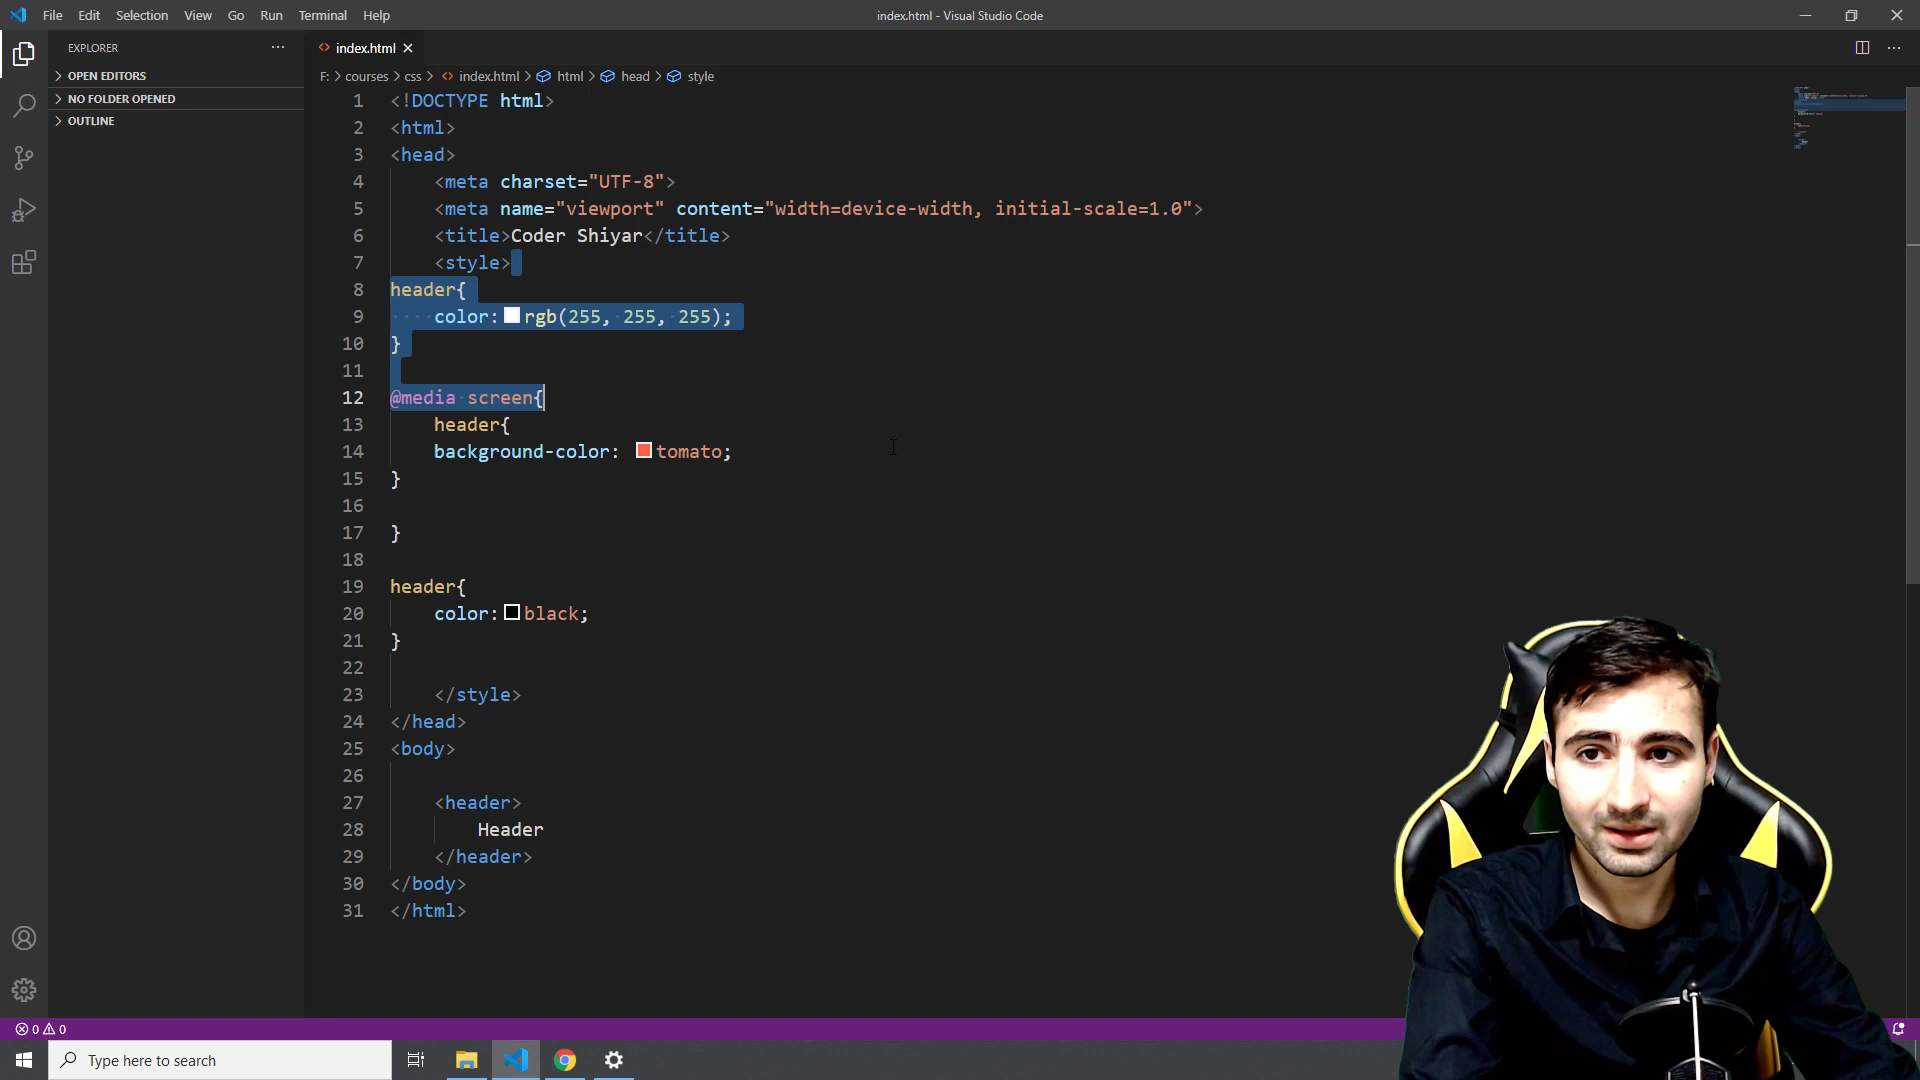 File Edit Selection View Go Run Terminal Help
index.html - Visual Studio Code
EXPLORER
OPEN EDITORS
NO FOLDER OPENED
OUTLINE
index.html
F: > courses > css > index.html > html > head > style
1 <!DOCTYPE html>
2 <html>
3 <head>
4 <meta charset="UTF-8">
5 <meta name="viewport" content="width=device-width, initial-scale=1.0">
6 <title>Coder Shiyar</title>
7 <style>
8 header{
9 color: rgb(255, 255, 255);
10 }
11
12 @media screen{
13 header{
14 background-color: tomato;
15 }
16
17 }
18
19 header{
20 color: black;
21 }
22
23 </style>
24 </head>
25 <body>
26
27 <header>
28 Header
29 </header>
30 </body>
31 </html>
0 0
Type here to search